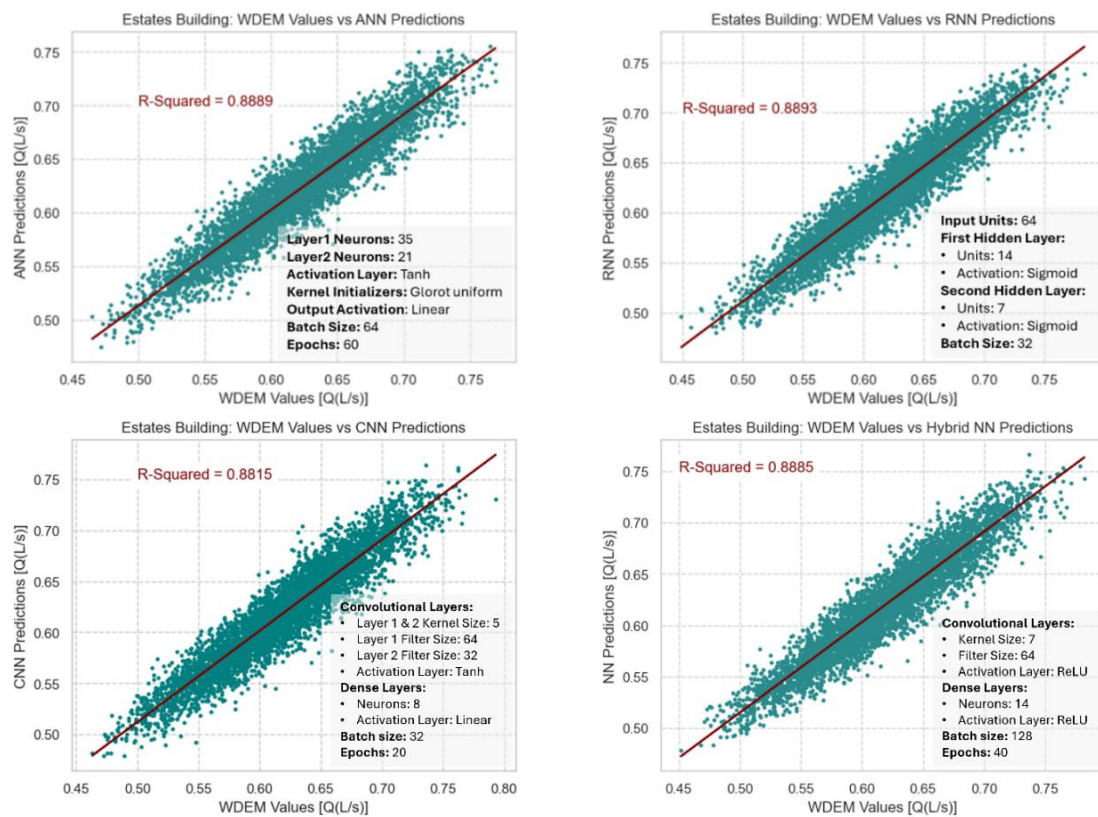 Estates Building: WDEM Values vs ANN Predictions
ANN Predictions [Q(L/s)]
0.75
0.70
0.65
0.60
0.55
0.50
R-Squared = 0.8889
Layer1 Neurons: 35
Layer2 Neurons: 21
Activation Layer: Tanh
Kernel Initializers: Glorot uniform
Output Activation: Linear
Batch Size: 64
Epochs: 60
0.45 0.50 0.55 0.60 0.65 0.70 0.75
WDEM Values [Q(L/s)]
Estates Building: WDEM Values vs RNN Predictions
RNN Predictions [Q(L/s)]
0.75
0.70
0.65
0.60
0.55
0.50
R-Squared = 0.8893
Input Units: 64
First Hidden Layer:
• Units: 14
• Activation: Sigmoid
Second Hidden Layer:
• Units: 7
• Activation: Sigmoid
Batch Size: 32
0.45 0.50 0.55 0.60 0.65 0.70 0.75
WDEM Values [Q(L/s)]
Estates Building: WDEM Values vs CNN Predictions
CNN Predictions [Q(L/s)]
0.75
0.70
0.65
0.60
0.55
0.50
R-Squared = 0.8815
Convolutional Layers:
• Layer 1 & 2 Kernel Size: 5
• Layer 1 Filter Size: 64
• Layer 2 Filter Size: 32
• Activation Layer: Tanh
Dense Layers:
• Neurons: 8
• Activation Layer: Linear
Batch size: 32
Epochs: 20
0.45 0.50 0.55 0.60 0.65 0.70 0.75 0.80
WDEM Values [Q(L/s)]
Estates Building: WDEM Values vs Hybrid NN Predictions
NN Predictions [Q(L/s)]
0.75
0.70
0.65
0.60
0.55
0.50
R-Squared = 0.8885
Convolutional Layers:
• Kernel Size: 7
• Filter Size: 64
• Activation Layer: ReLU
Dense Layers:
• Neurons: 14
• Activation Layer: ReLU
Batch size: 128
Epochs: 40
0.45 0.50 0.55 0.60 0.65 0.70 0.75
WDEM Values [Q(L/s)]